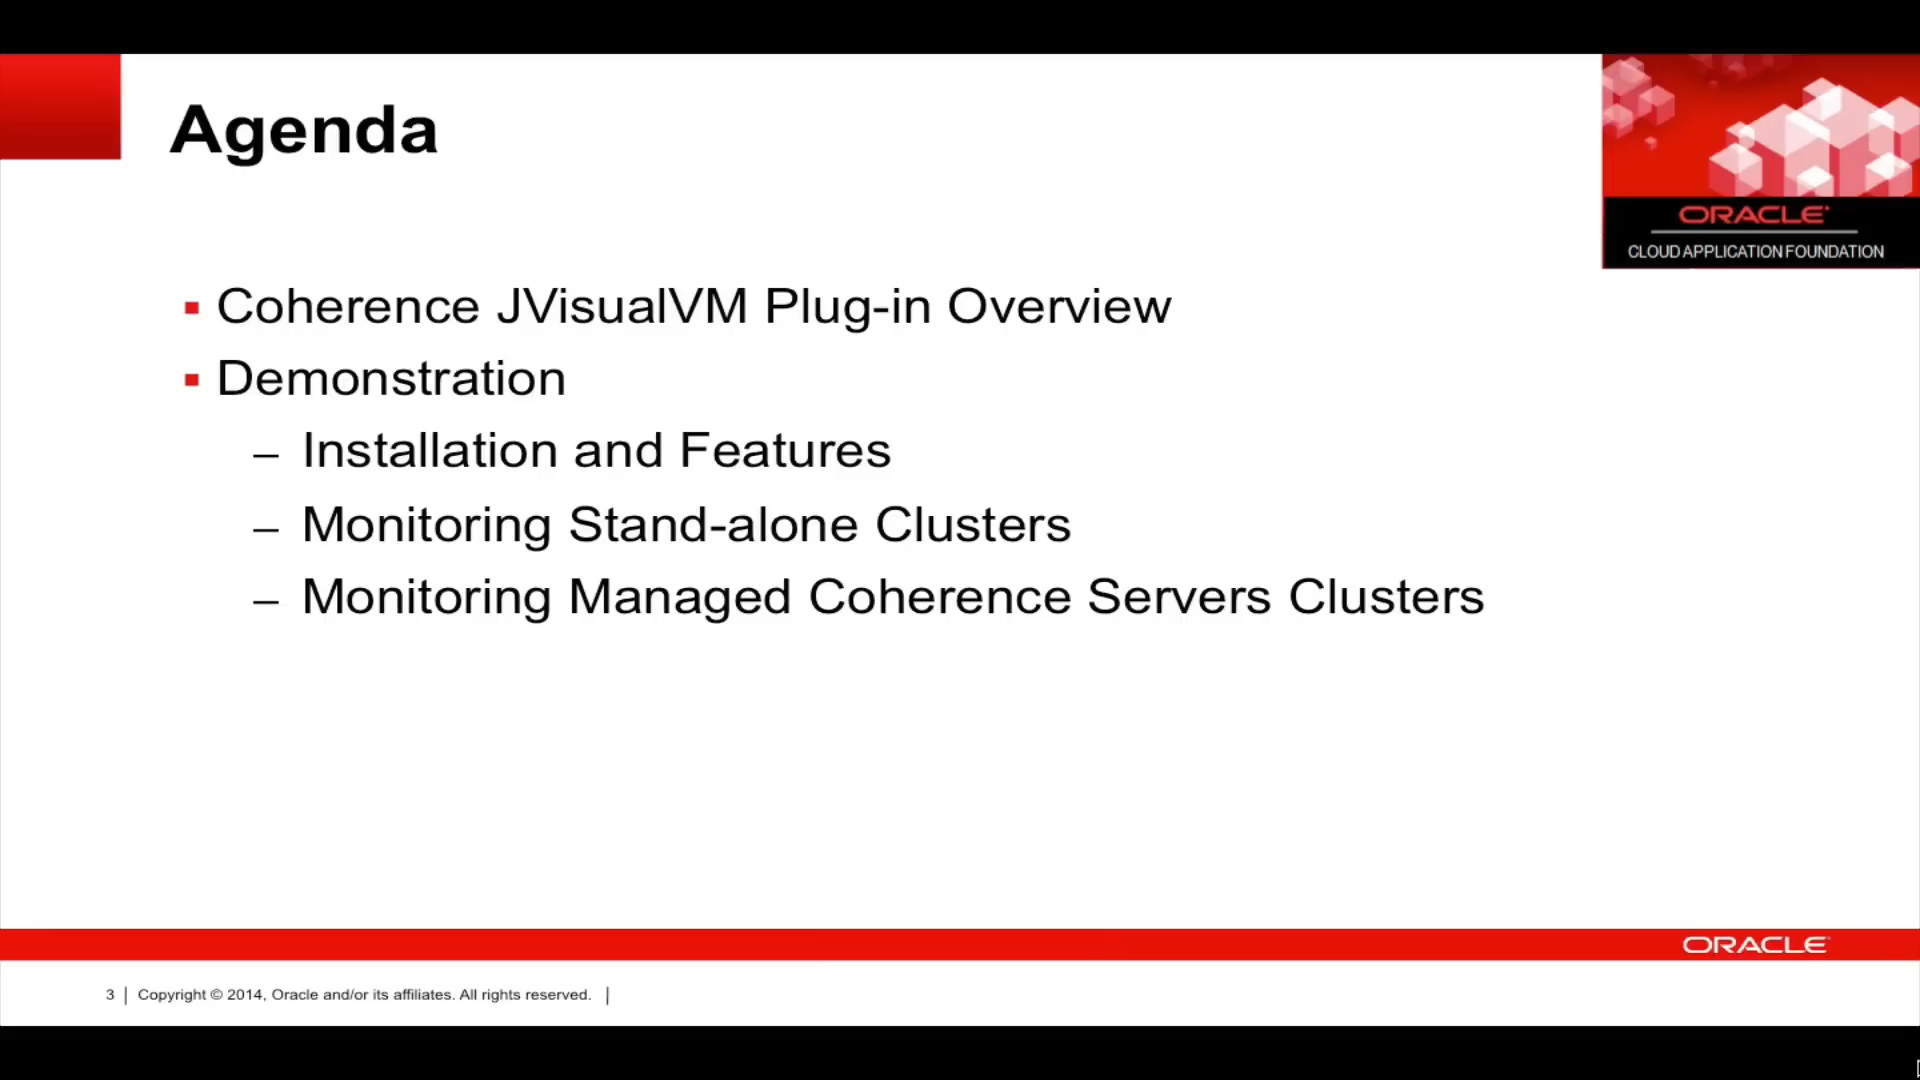 Agenda
ORACLE
CLOUD APPLICATION FOUNDATION
▪ Coherence JVisualVM Plug-in Overview
▪ Demonstration
– Installation and Features
– Monitoring Stand-alone Clusters
– Monitoring Managed Coherence Servers Clusters
ORACLE
3 | Copyright © 2014, Oracle and/or its affiliates. All rights reserved. |